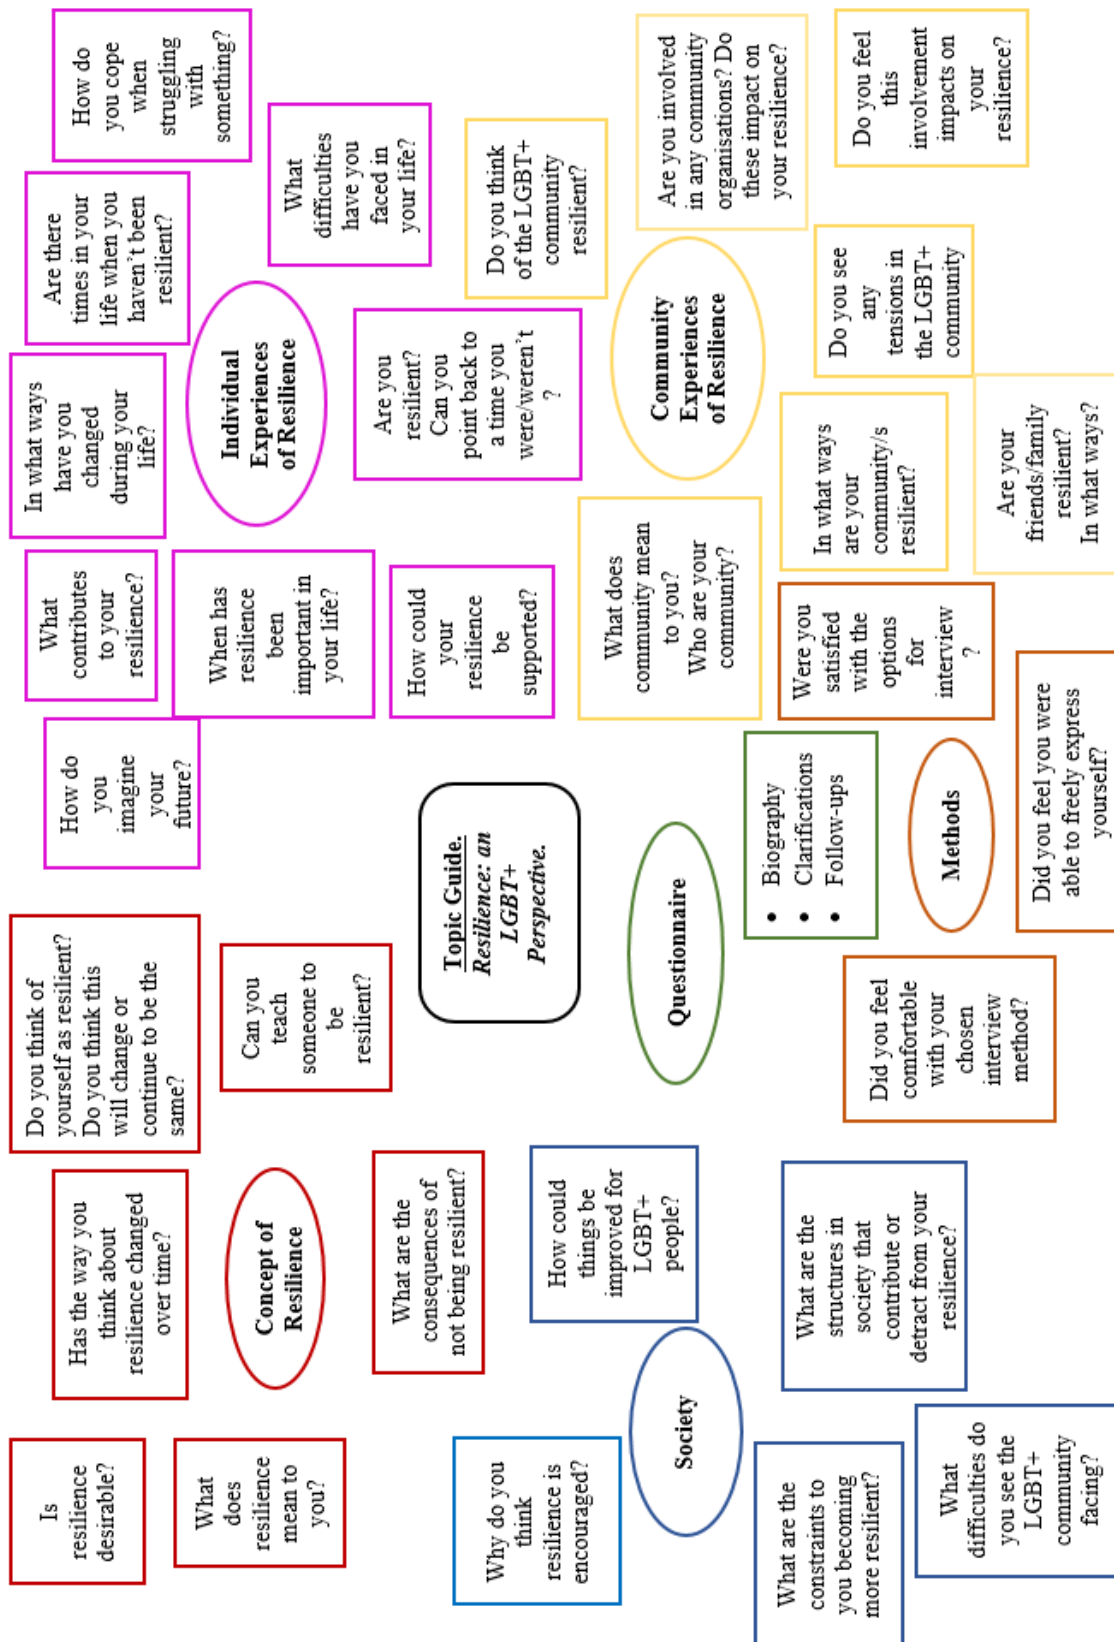 Is
resilience
desirable?
What
does
resilience
mean to
you?
Has the way you
think about
resilience changed
over time?
Concept of
Resilience
What are the
consequences of
not being resilient?
Do you think of
yourself as resilient?
Do you think this
will change or
continue to be the
same?
Can you
teach
someone to
be
resilient?
How do
you
imagine
your
future?
What
contributes
to your
resilience?
When has
resilience
been
important in
your life?
How could
your
resilience
be
supported?
In what ways
have you
changed
during your
life?
Individual
Experiences
of Resilience
Are you
resilient?
Can you
point back to
a time you
were/weren't
?
Are there
times in your
life when you
haven't been
resilient?
How do
you cope
when
struggling
with
something?
What
difficulties
have you
faced in
your life?
Topic Guide.
Resilience: an
LGBT+
Perspective.
Why do you
think
resilience is
encouraged?
Society
How could
things be
improved for
LGBT+
people?
What are the
constraints to
you becoming
more resilient?
What are the
structures in
society that
contribute or
detract from your
resilience?
What
difficulties do
you see the
LGBT+
community
facing?
Questionnaire
• Biography
• Clarifications
• Follow-ups
Did you feel
comfortable
with your
chosen
interview
method?
Methods
Were you
satisfied
with the
options
for
interview
?
Did you feel you were
able to freely express
yourself?
What does
community mean
to you?
Who are your
community?
Do you think
of the LGBT+
community
resilient?
Community
Experiences
of Resilience
Are you involved
in any community
organisations? Do
these impact on
your resilience?
In what ways
are your
community/s
resilient?
Do you see
any
tensions in
the LGBT+
community
Do you feel
this
involvement
impacts on
your
resilience?
Are your
friends/family
resilient?
In what ways?